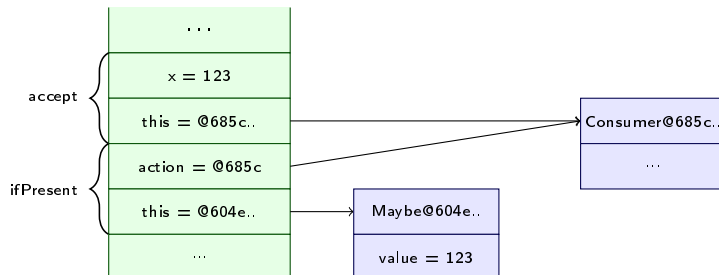 ...
x = 123
accept
this = @685c..
Consumer@685c..
action = @685c
...
ifPresent
this = @604e..
Maybe@604e..
...
value = 123